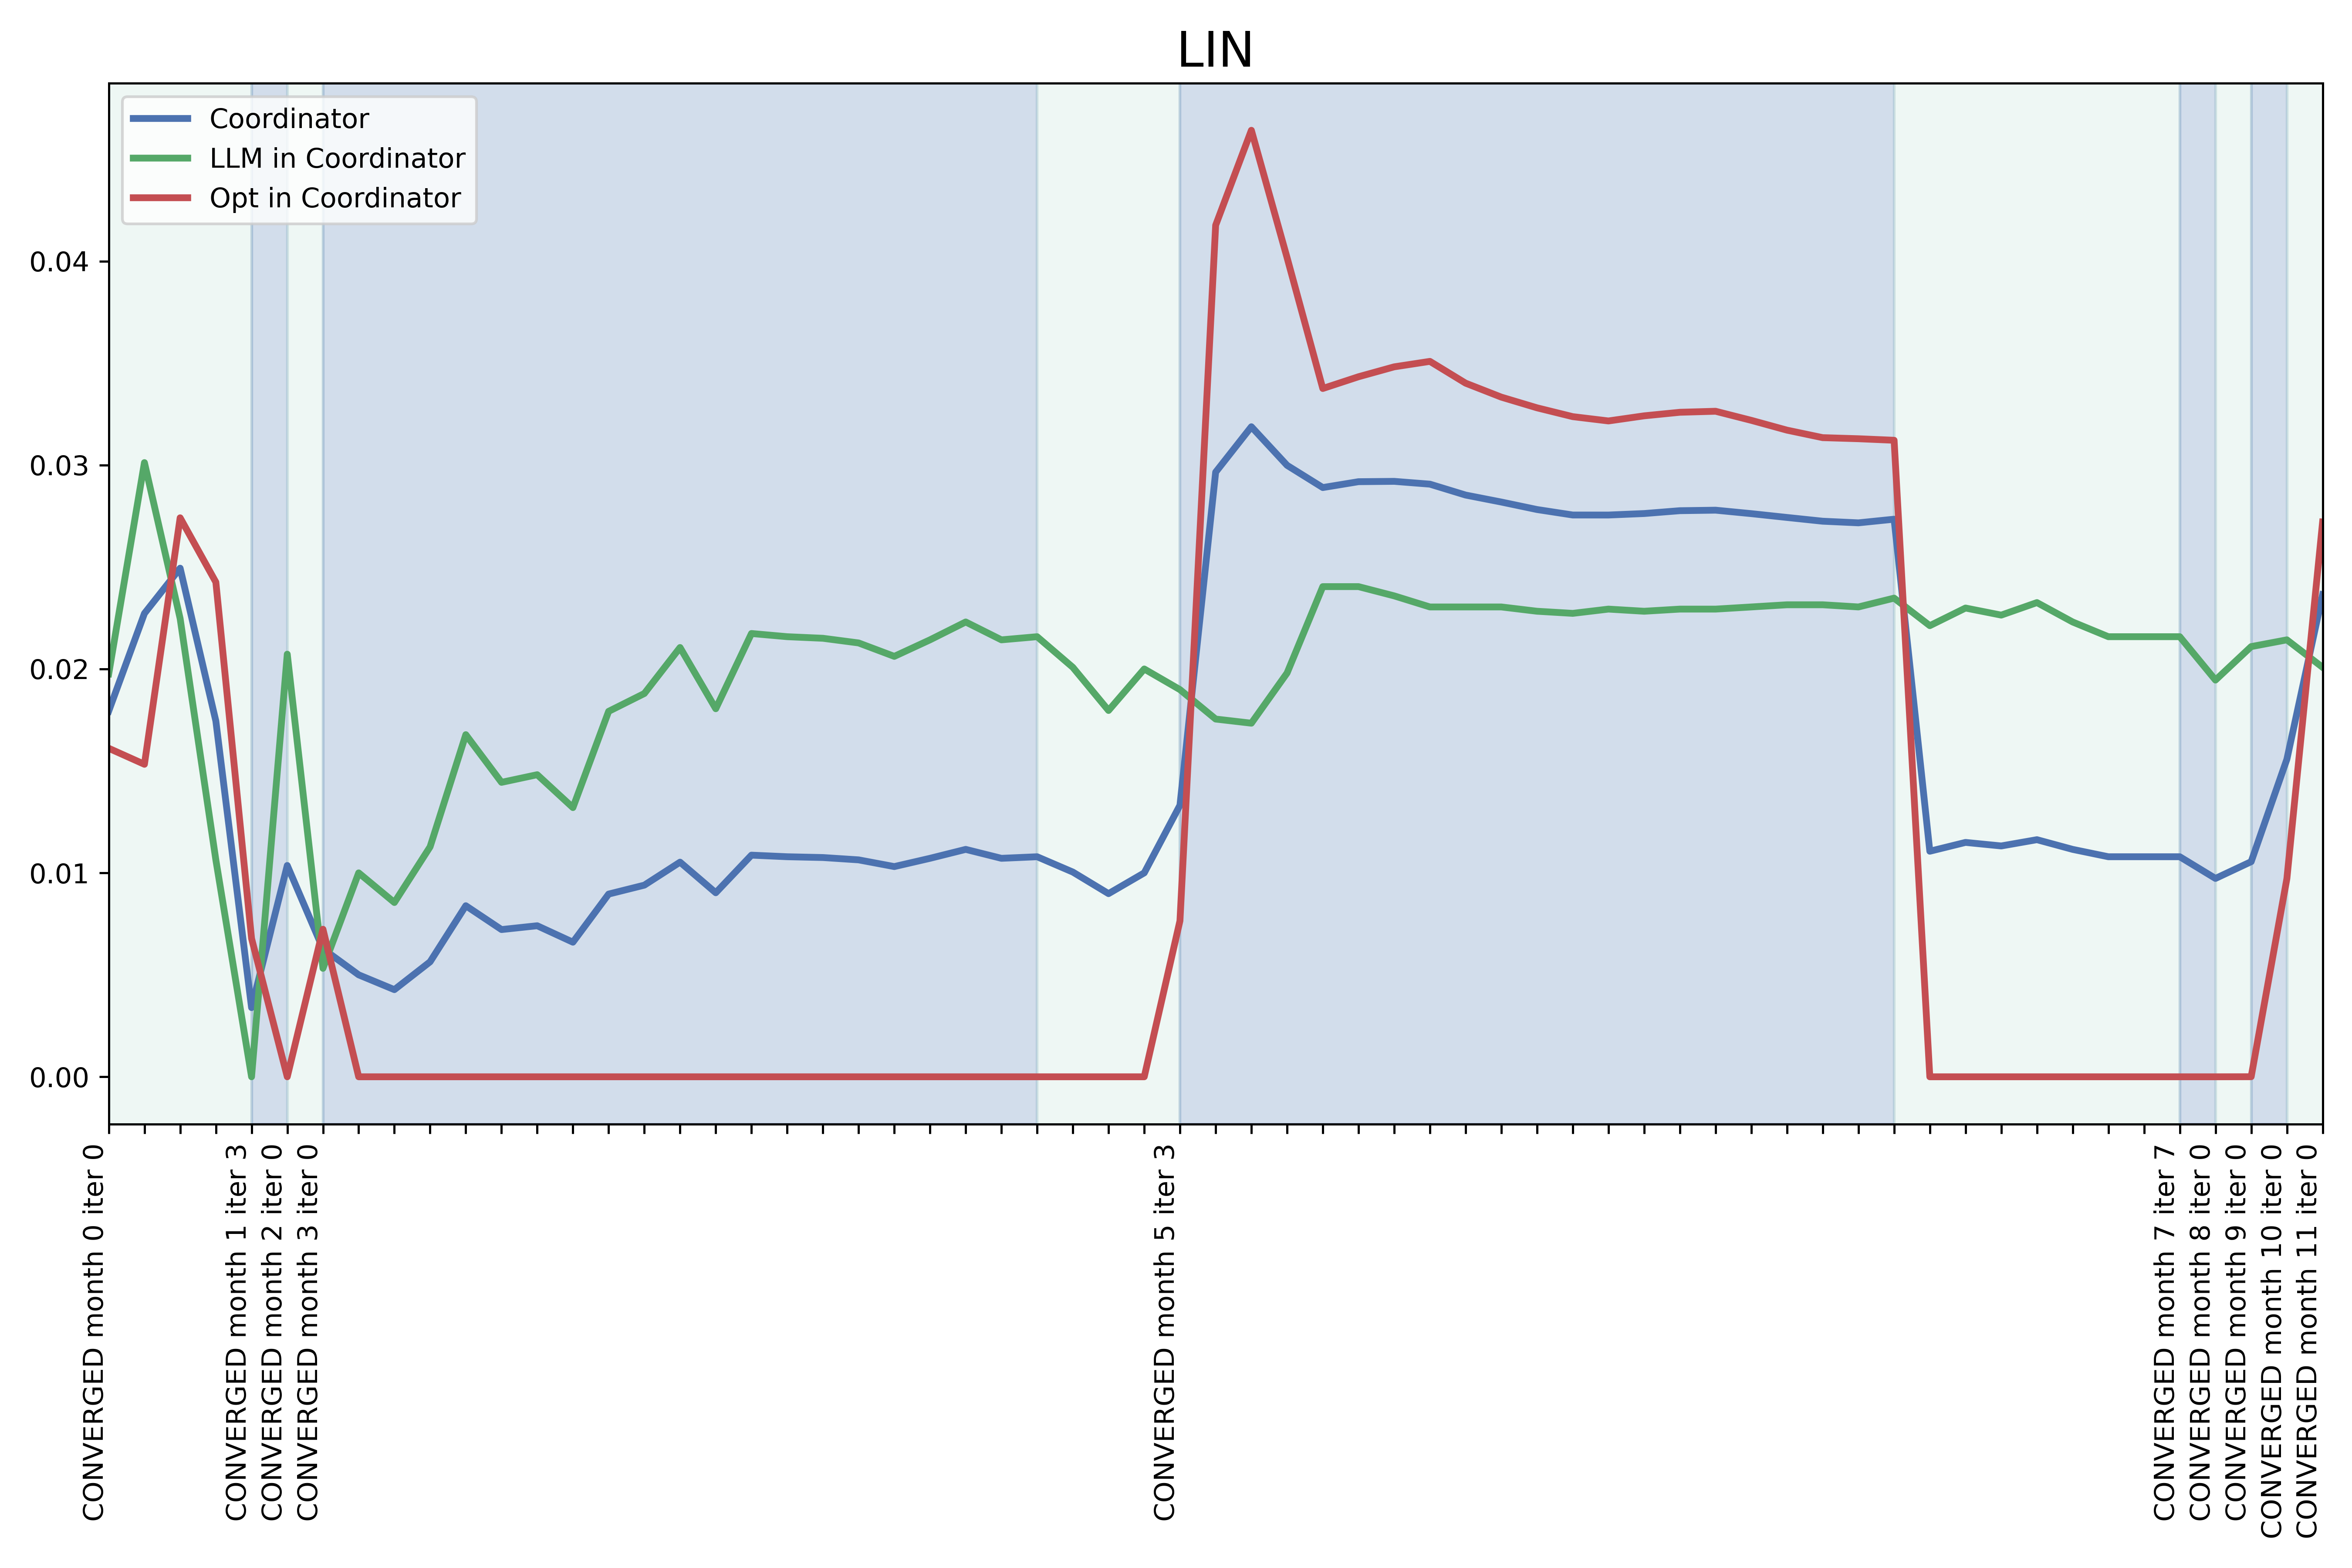 LIN
Coordinator
LLM in Coordinator
Opt in Coordinator
0.04
0.03
0.02
0.01
0.00
CONVERGED month 0 iter 0
CONVERGED month 1 iter 3
CONVERGED month 2 iter 0
CONVERGED month 3 iter 0
CONVERGED month 5 iter 3
CONVERGED month 7 iter 7
CONVERGED month 8 iter 0
CONVERGED month 9 iter 0
CONVERGED month 10 iter 0
CONVERGED month 11 iter 0